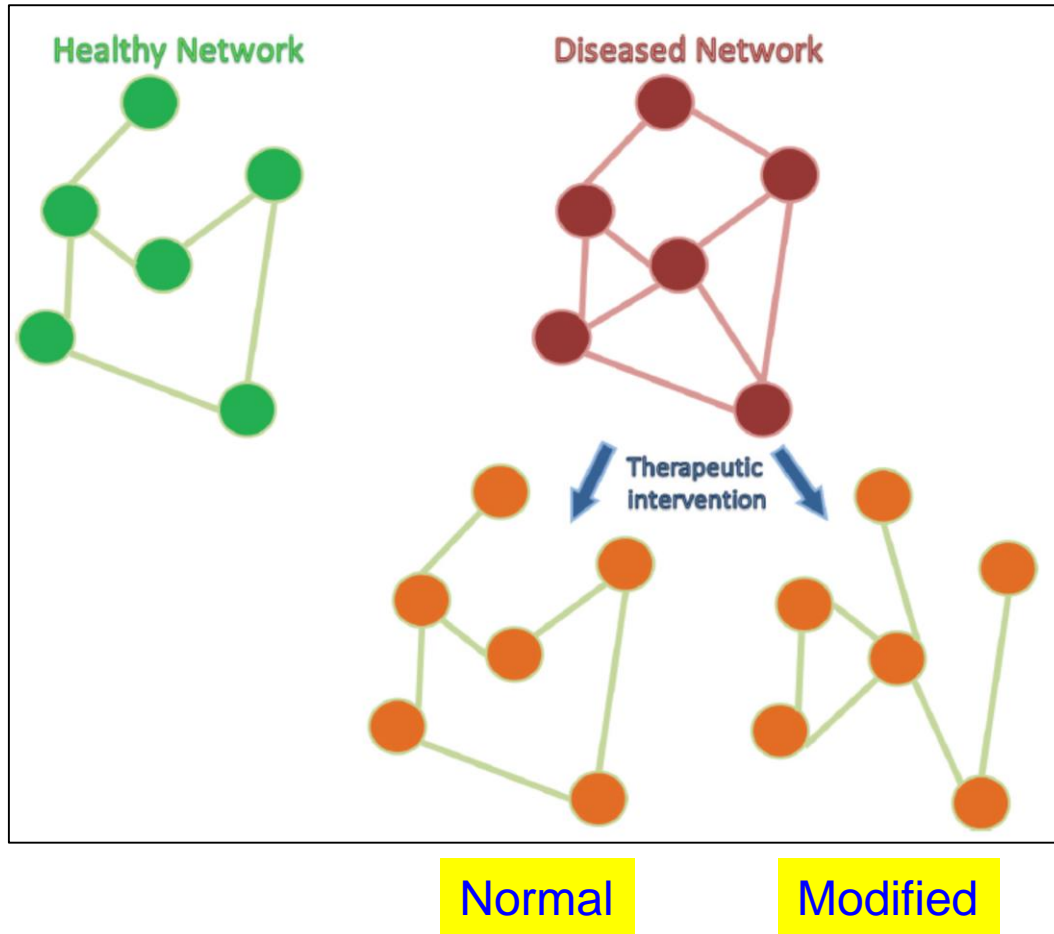 Healthy Network
Diseased Network
Therapeutic
intervention
Normal
Modified